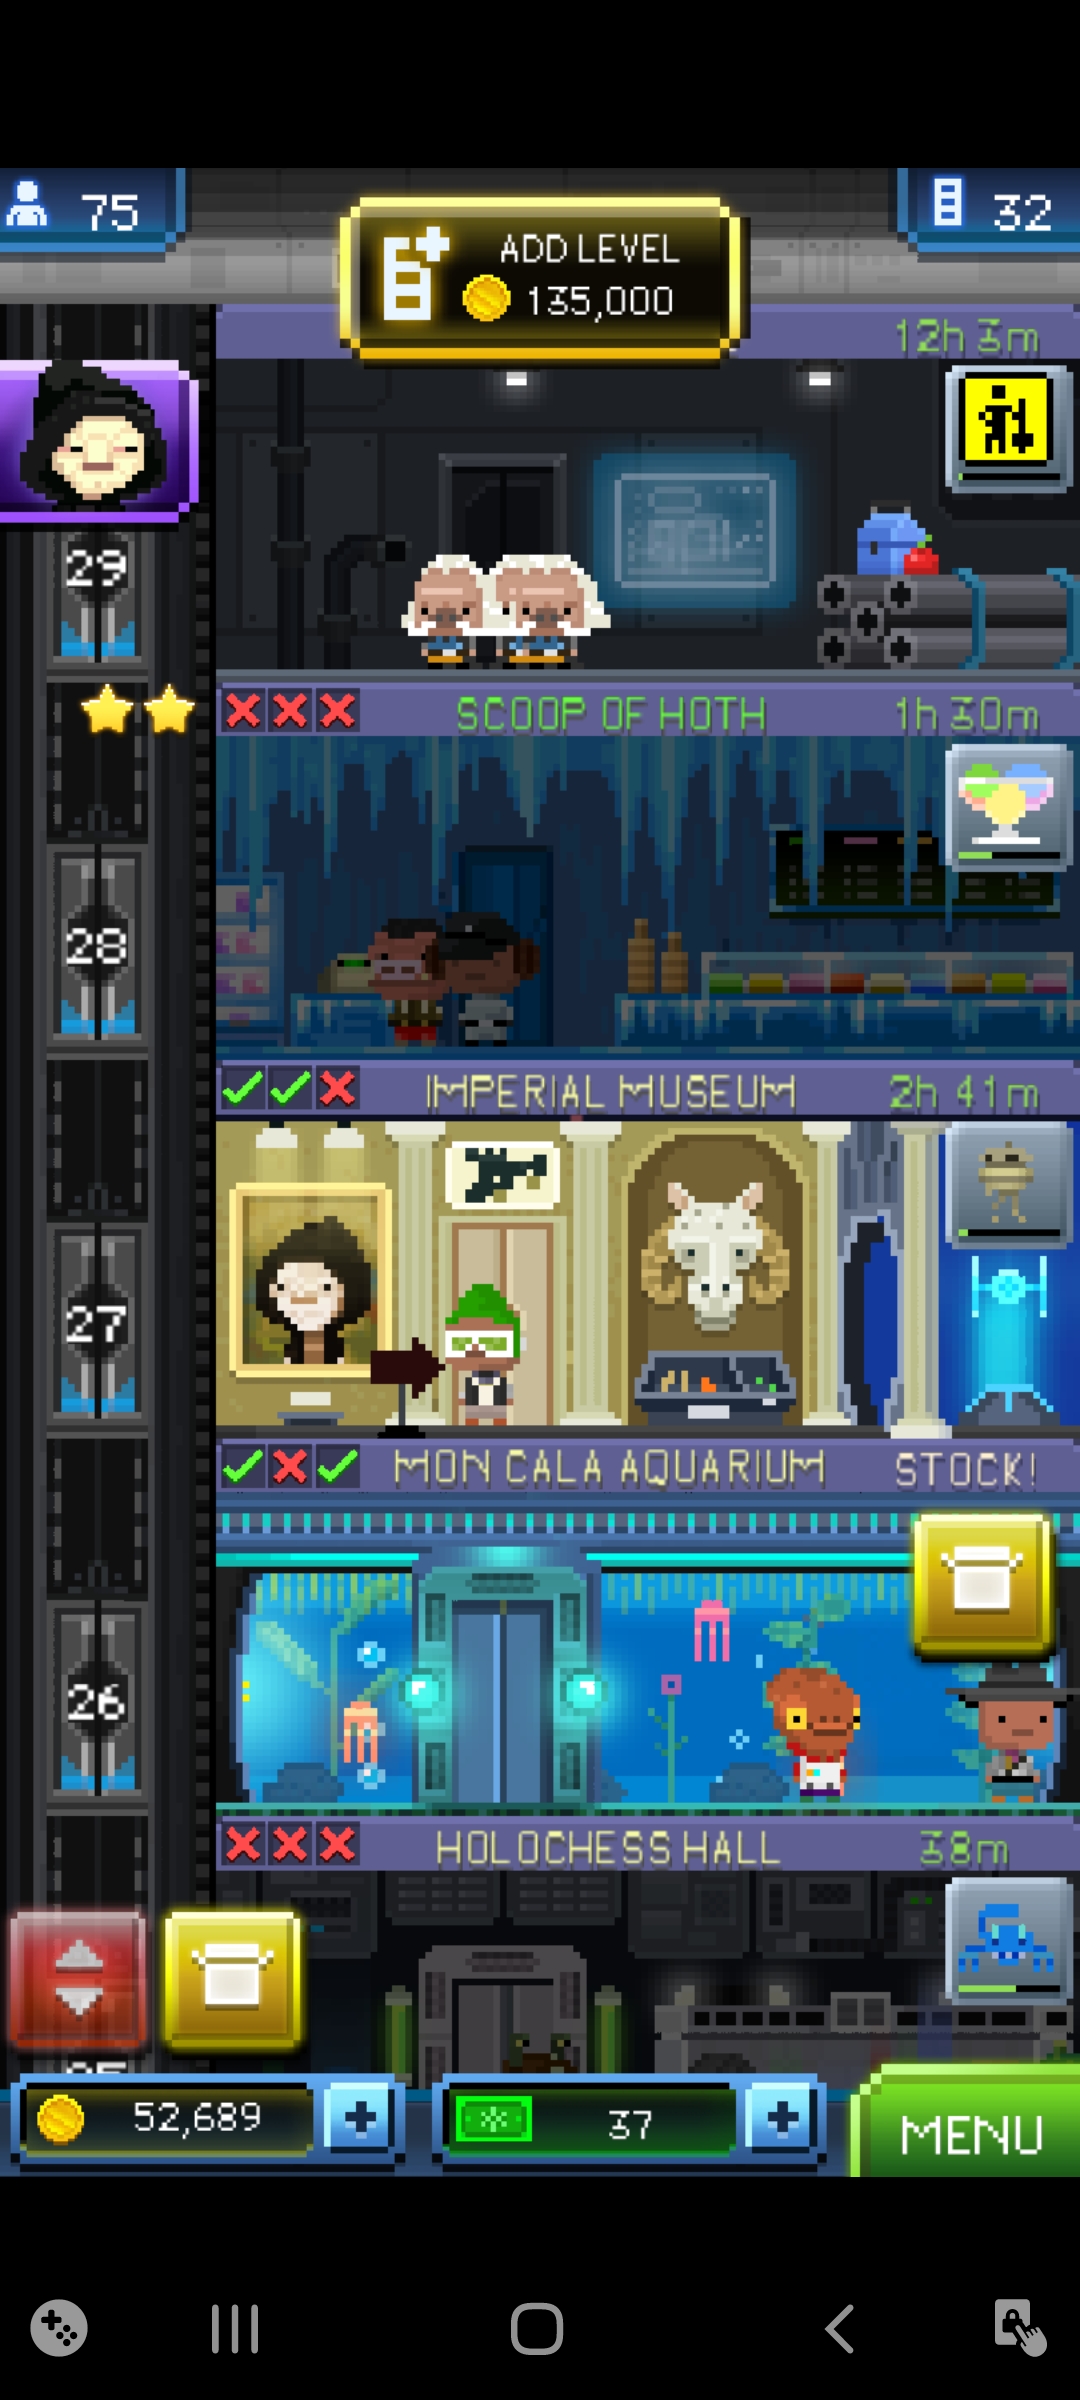 75
ADD LEVEL
135,000
32
12h 3m
29
SCOOP OF HOTH
1h 30m
28
IMPERIAL MUSEUM
2h 41m
27
MON CALA AQUARIUM
STOCK!
26
HOLOCHESS HALL
38m
52,689
37
MENU